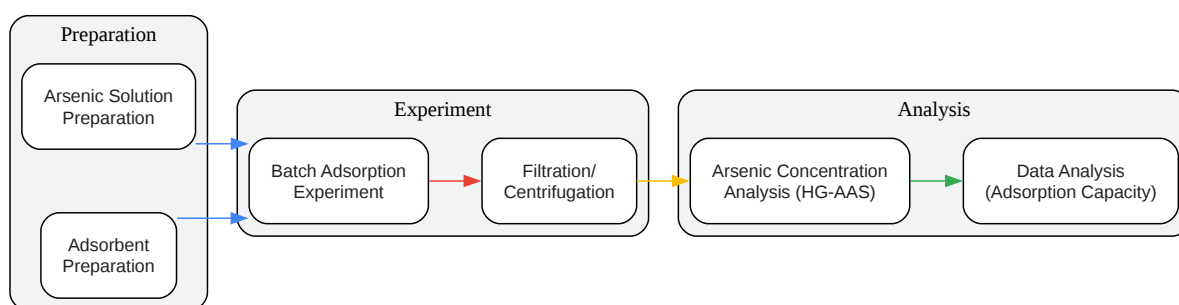 Preparation
Arsenic Solution
Preparation
Adsorbent
Preparation
Experiment
Batch Adsorption
Experiment
Filtration/
Centrifugation
Analysis
Arsenic Concentration
Analysis (HG-AAS)
Data Analysis
(Adsorption Capacity)